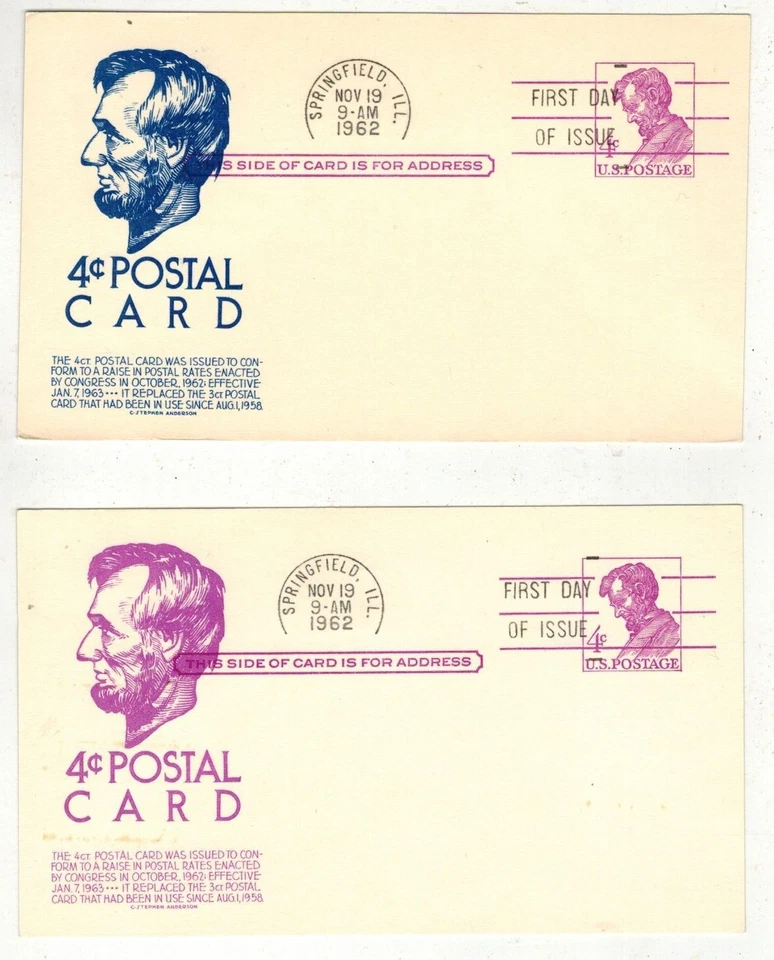 SPRINGFIELD, ILL.
NOV 19
9-AM
1962
FIRST DAY
OF ISSUE
4c
U.S. POSTAGE
THIS SIDE OF CARD IS FOR ADDRESS
4¢ POSTAL
CARD
THE 4CT. POSTAL CARD WAS ISSUED TO CON-
FORM TO A RAISE IN POSTAL RATES ENACTED
BY CONGRESS IN OCTOBER, 1962; EFFECTIVE
JAN. 7, 1963 ••• IT REPLACED THE 3CT POSTAL
CARD THAT HAD BEEN IN USE SINCE AUG. 1, 1958.
C. STEPHEN ANDERSON
SPRINGFIELD, ILL.
NOV 19
9-AM
1962
FIRST DAY
OF ISSUE
4c
U.S. POSTAGE
THIS SIDE OF CARD IS FOR ADDRESS
4¢ POSTAL
CARD
THE 4CT. POSTAL CARD WAS ISSUED TO CON-
FORM TO A RAISE IN POSTAL RATES ENACTED
BY CONGRESS IN OCTOBER, 1962; EFFECTIVE
JAN. 7, 1963 ••• IT REPLACED THE 3CT POSTAL
CARD THAT HAD BEEN IN USE SINCE AUG. 1, 1958.
C. STEPHEN ANDERSON